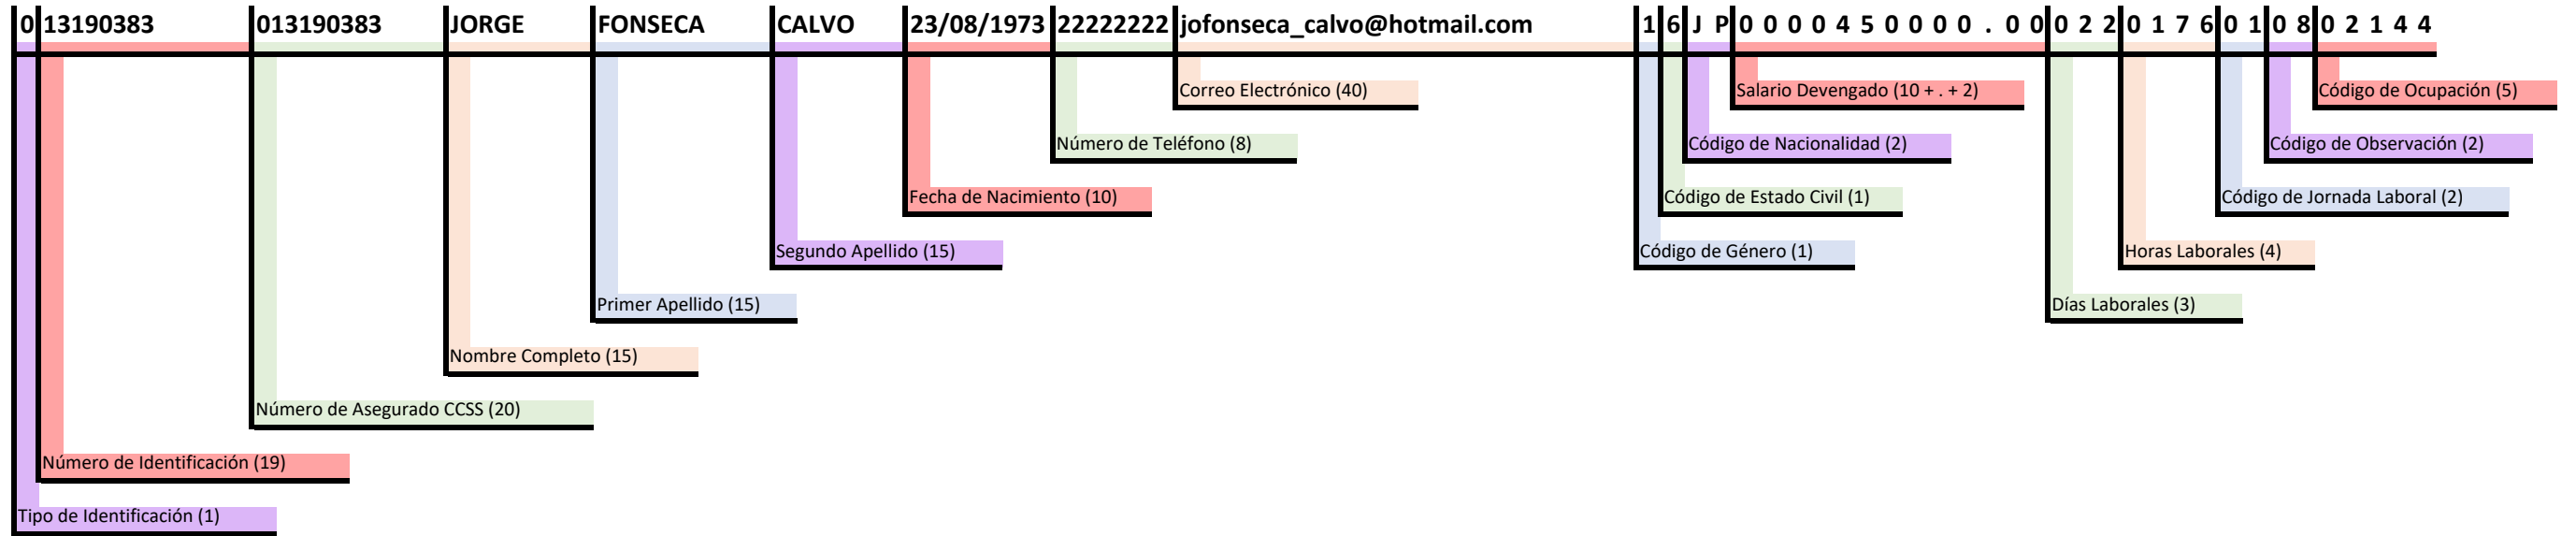 0 13190383 013190383 JORGE FONSECA CALVO 23/08/1973 22222222 jofonseca_calvo@hotmail.com 1 6 J P 0 0 0 0 4 5 0 0 0 0 . 0 0 0 2 2 0 1 7 6 0 1 0 8 0 2 1 4 4
Correo Electrónico (40) Salario Devengado (10 + . + 2) Código de Ocupación (5)
Número de Teléfono (8) Código de Nacionalidad (2) Código de Observación (2)
Fecha de Nacimiento (10) Código de Estado Civil (1) Código de Jornada Laboral (2)
Segundo Apellido (15) Código de Género (1) Horas Laborales (4)
Primer Apellido (15) Días Laborales (3)
Nombre Completo (15)
Número de Asegurado CCSS (20)
Número de Identificación (19)
Tipo de Identificación (1)